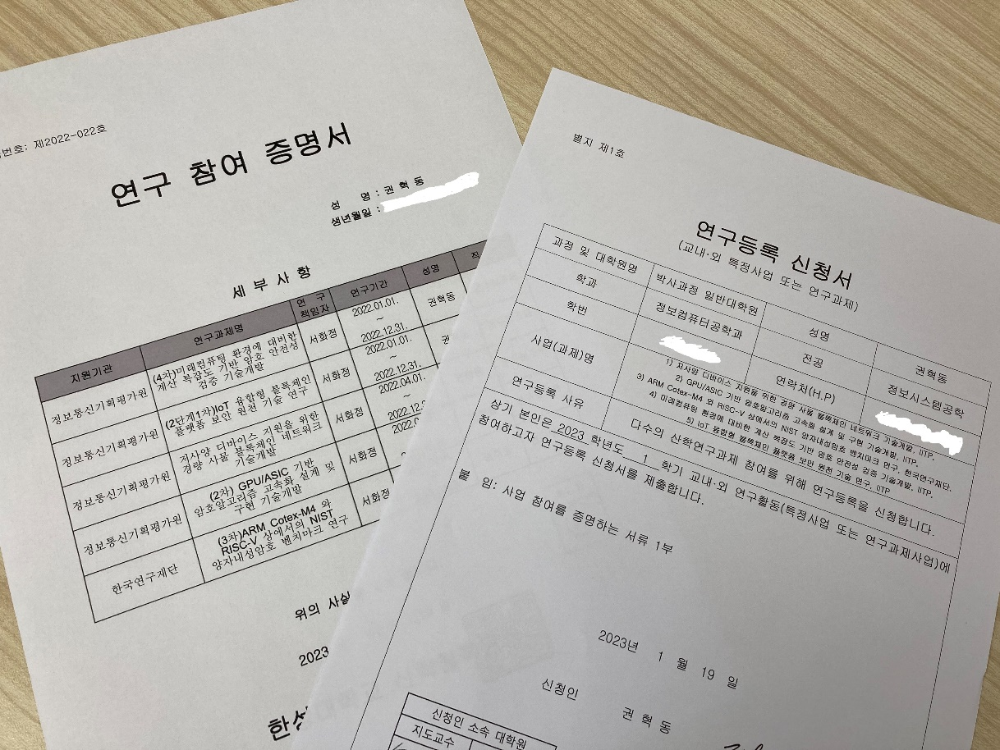 번호: 제2022-022호
연구 참여 증명서
성 명 : 권 혁 동
생년월일 :
세 부 사 항
지원기관
연구과제명
연 구
책임자
연구기간
성명
직
정보통신기획평가원
(4차)미래컴퓨팅 환경에 대비한
계산 복잡도 기반 암호 안전성
검증 기술개발
서화정
2022.01.01.
~
2022.12.31.
권혁동
정보통신기획평가원
(2단계1차)IoT 융합형 블록체인
플랫폼 보안 원천 기술 연구
서화정
2022.01.01.
~
2022.12.31.
권
정보통신기획평가원
저사양 디바이스 지원을 위한
경량 사물 블록체인 네트워크
기술개발
서화정
2022.04.01.
~
2022.12.3
정보통신기획평가원
(2차) GPU/ASIC 기반
암호알고리즘 고속화 설계 및
구현 기술개발
서화정
2022.0
~
한국연구재단
(3차)ARM Cotex-M4 와
RISC-V 상에서의 NIST
양자내성암호 벤치마크 연구
서화정
위의 사실
2023
한성
별지 제1호
연구등록 신청서
(교내·외 특정사업 또는 연구과제)
과정 및 대학원명
박사과정 일반대학원
성명
권혁동
학과
정보컴퓨터공학과
전공
정보시스템공학
학번
연락처(H.P)
사업(과제)명
1) 저사양 디바이스 지원을 위한 경량 사물 블록체인 네트워크 기술개발, IITP.
2) GPU/ASIC 기반 암호알고리즘 고속화 설계 및 구현 기술개발, IITP.
3) ARM Cotex-M4 와 RISC-V 상에서의 NIST 양자내성암호 벤치마크 연구, 한국연구재단.
4) 미래컴퓨팅 환경에 대비한 계산 복잡도 기반 암호 안전성 검증 기술개발, IITP.
5) IoT 융합형 블록체인 플랫폼 보안 원천 기술 연구, IITP
연구등록 사유
다수의 산학연구과제 참여를 위해 연구등록을 신청합니다.
상기 본인은 2023 학년도 1 학기 교내·외 연구활동(특정사업 또는 연구과제사업)에
참여하고자 연구등록 신청서를 제출합니다.
붙 임: 사업 참여를 증명하는 서류 1부
2023년 1 월 19 일
신청인 권 혁 동
신청인 소속 대학원
지도교수